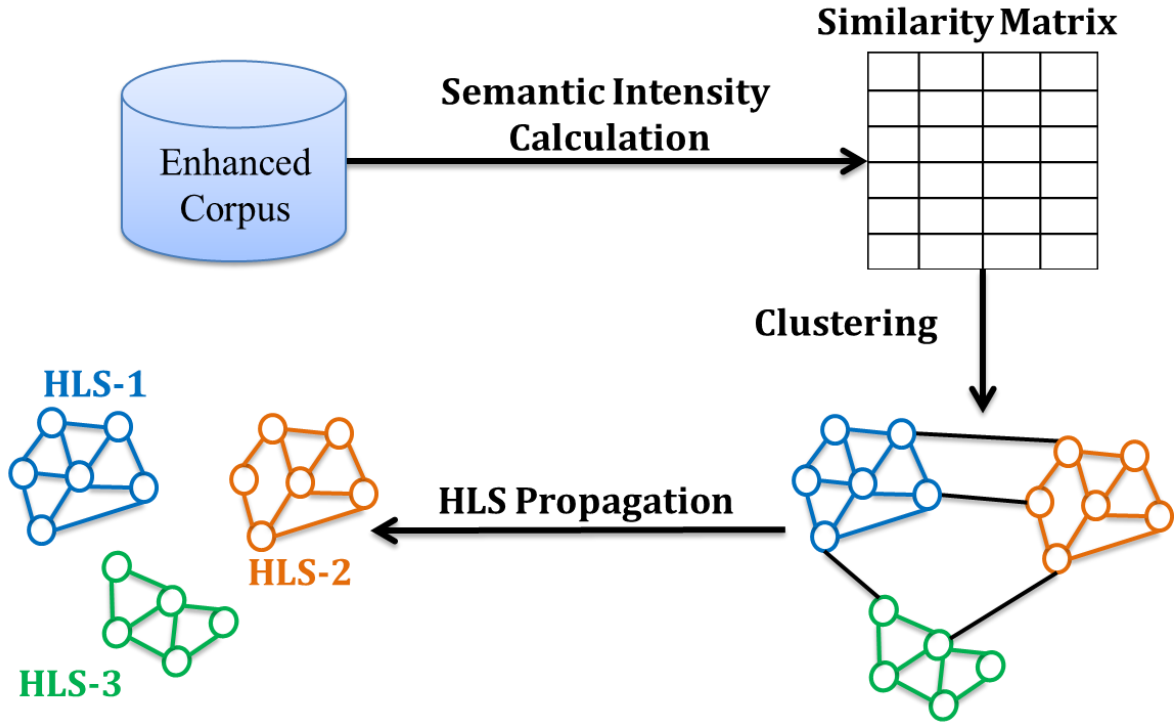 Similarity Matrix
Semantic Intensity
Calculation
Enhanced
Corpus
Clustering
HLS-1
HLS Propagation
HLS-2
HLS-3